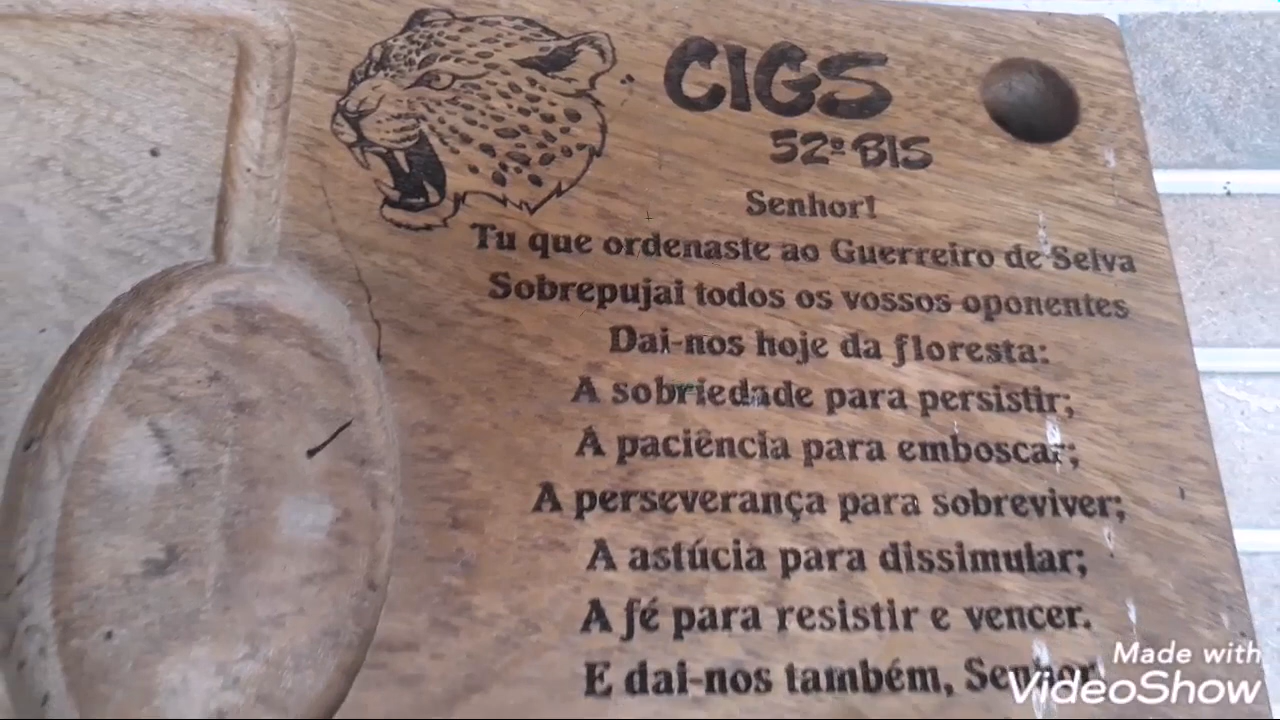 CIGS
52º BIS
Senhor!
Tu que ordenaste ao Guerreiro de Selva
Sobrepujai todos os vossos oponentes
Dai-nos hoje da floresta:
A sobriedade para persistir;
A paciência para emboscar;
A perseverança para sobreviver;
A astúcia para dissimular;
A fé para resistir e vencer.
E dai-nos também, Senhor
Made with
VideoShow